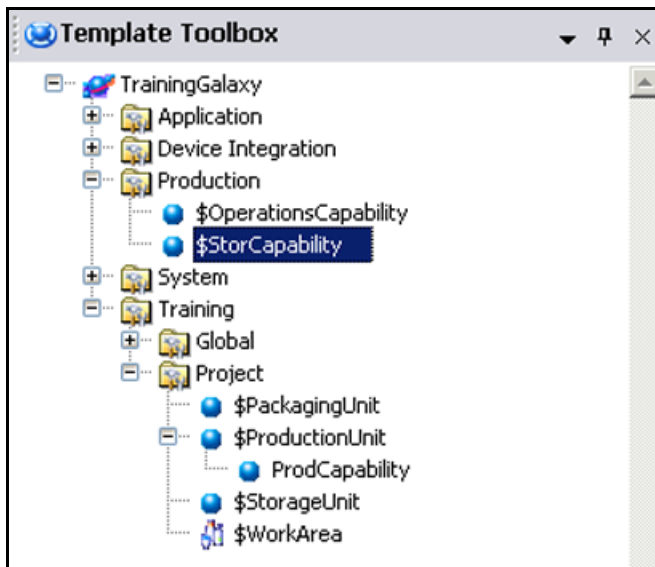 Template Toolbox
TrainingGalaxy
Application
Device Integration
Production
$OperationsCapability
$StorCapability
System
Training
Global
Project
$PackagingUnit
$ProductionUnit
ProdCapability
$StorageUnit
$WorkArea